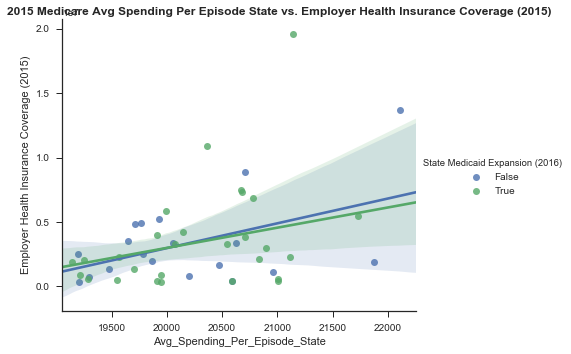 2015 Medicare Avg Spending Per Episode State vs. Employer Health Insurance Coverage (2015)
2.0
1.5
1.0
0.5
0.0
Employer Health Insurance Coverage (2015)
19500 20000 20500 21000 21500 22000
Avg_Spending_Per_Episode_State
State Medicaid Expansion (2016)
False
True